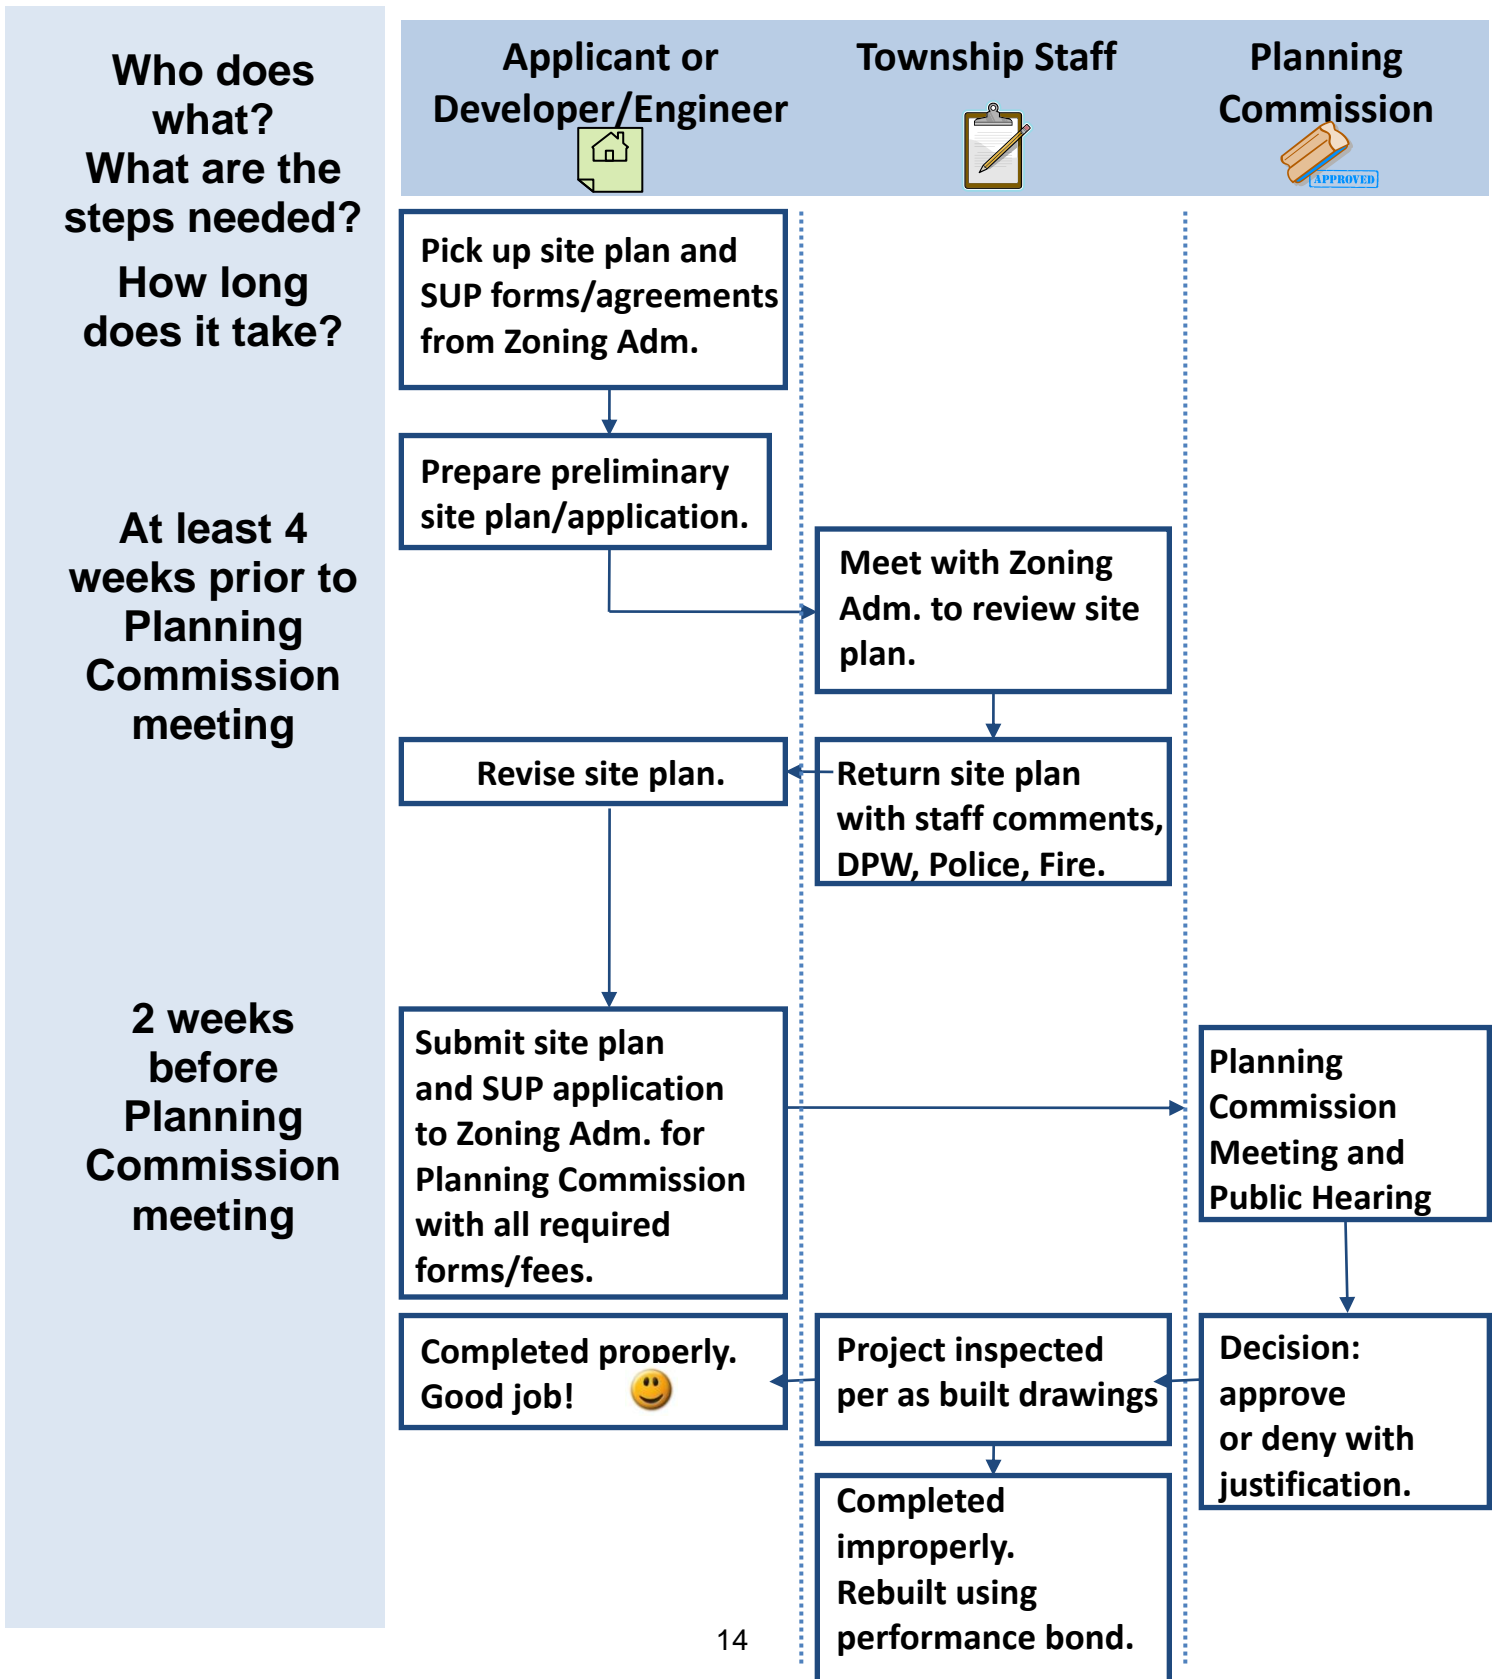 Who does
what?
What are the
steps needed?
How long
does it take?
Applicant or
Developer/Engineer
Township Staff
Planning
Commission
APPROVED
Pick up site plan and
SUP forms/agreements
from Zoning Adm.
Prepare preliminary
site plan/application.
At least 4
weeks prior to
Planning
Commission
meeting
Meet with Zoning
Adm. to review site
plan.
Revise site plan.
Return site plan
with staff comments,
DPW, Police, Fire.
2 weeks
before
Planning
Commission
meeting
Submit site plan
and SUP application
to Zoning Adm. for
Planning Commission
with all required
forms/fees.
Planning
Commission
Meeting and
Public Hearing
Completed properly.
Good job!
Project inspected
per as built drawings
Decision:
approve
or deny with
justification.
Completed
improperly.
Rebuilt using
performance bond.
14